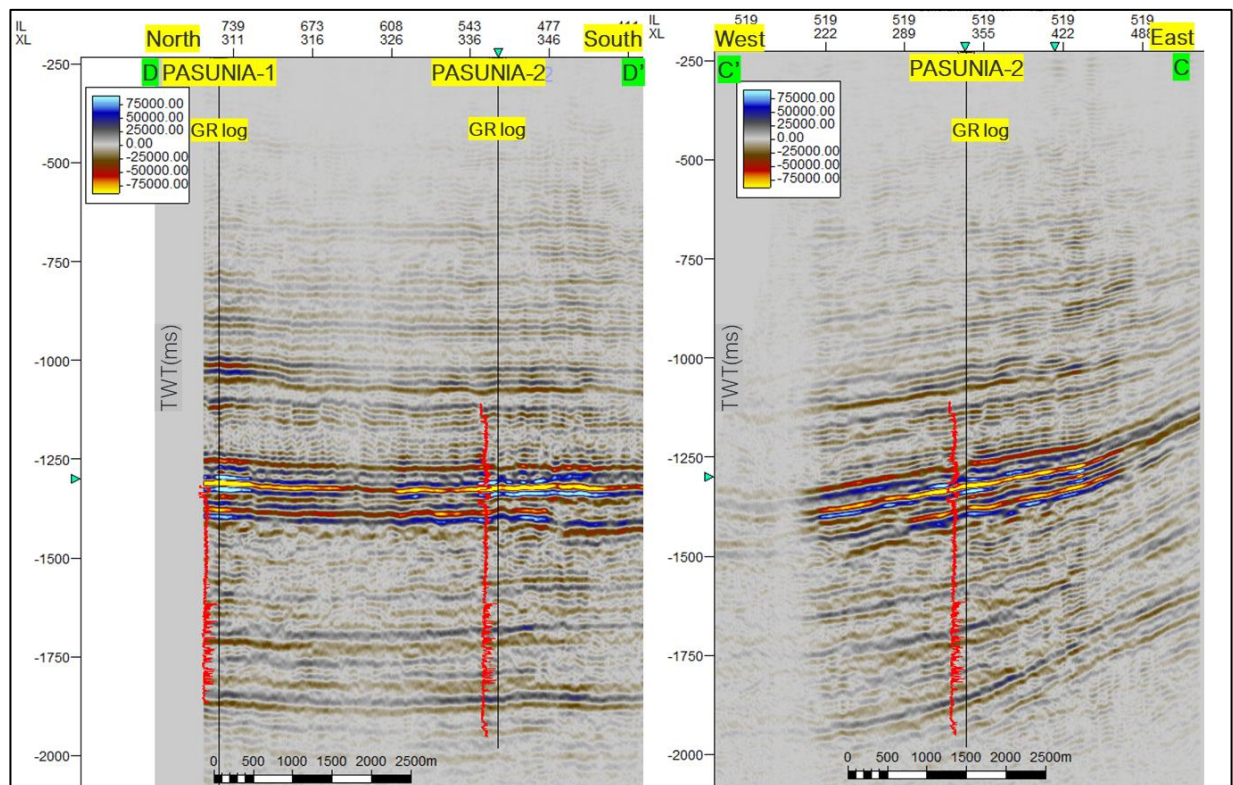 IL 739 673 608 543 477 411
XL 311 316 326 336 346
North South
D PASUNIA-1 PASUNIA-2 D'
-250
75000.00
50000.00
25000.00
0.00
-25000.00
-50000.00
-75000.00
GR log GR log
-500
-750
TWT(ms)
-1000
-1250
-1500
-1750
-2000
0 500 1000 1500 2000 2500m
IL 519 519 519 519 519 519
XL 222 289 355 422 488
West East
C' PASUNIA-2 C
-250
75000.00
50000.00
25000.00
0.00
-25000.00
-50000.00
-75000.00
GR log
-500
-750
TWT(ms)
-1000
-1250
-1500
-1750
-2000
0 500 1000 1500 2000 2500m